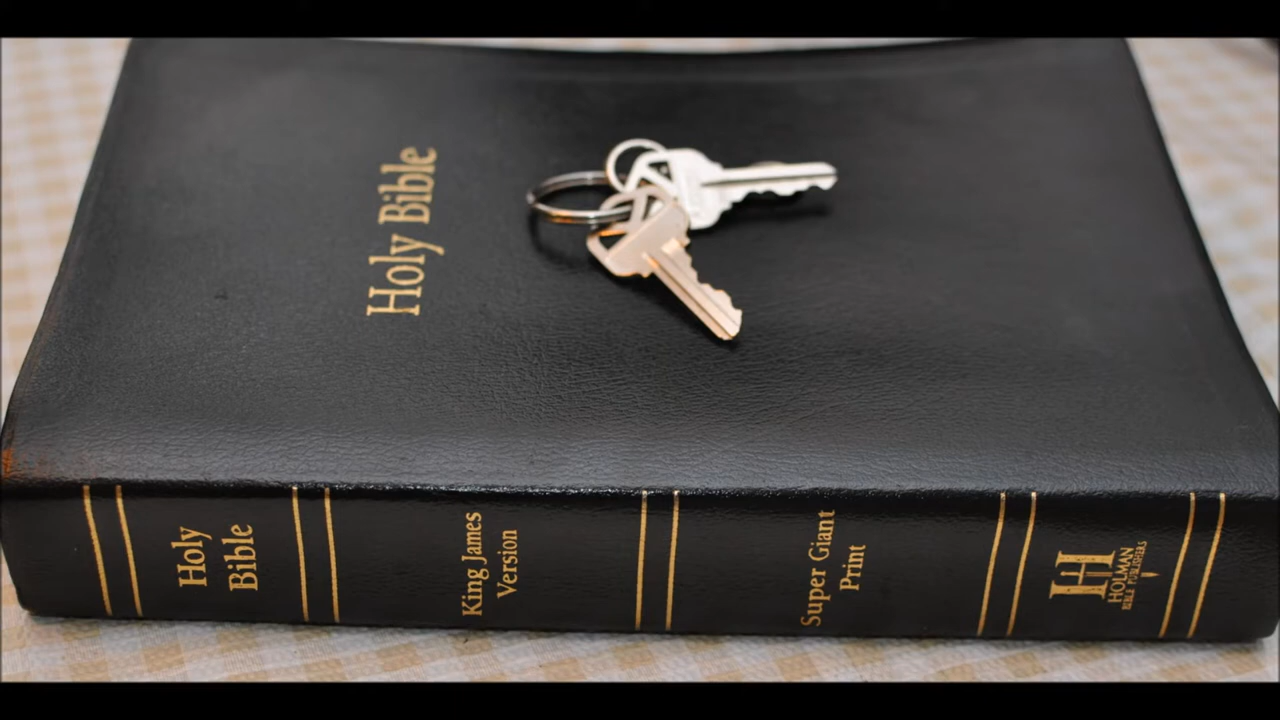 Holy Bible
Holy
Bible
King James
Version
Super Giant
Print
HOLMAN
BIBLE PUBLISHERS